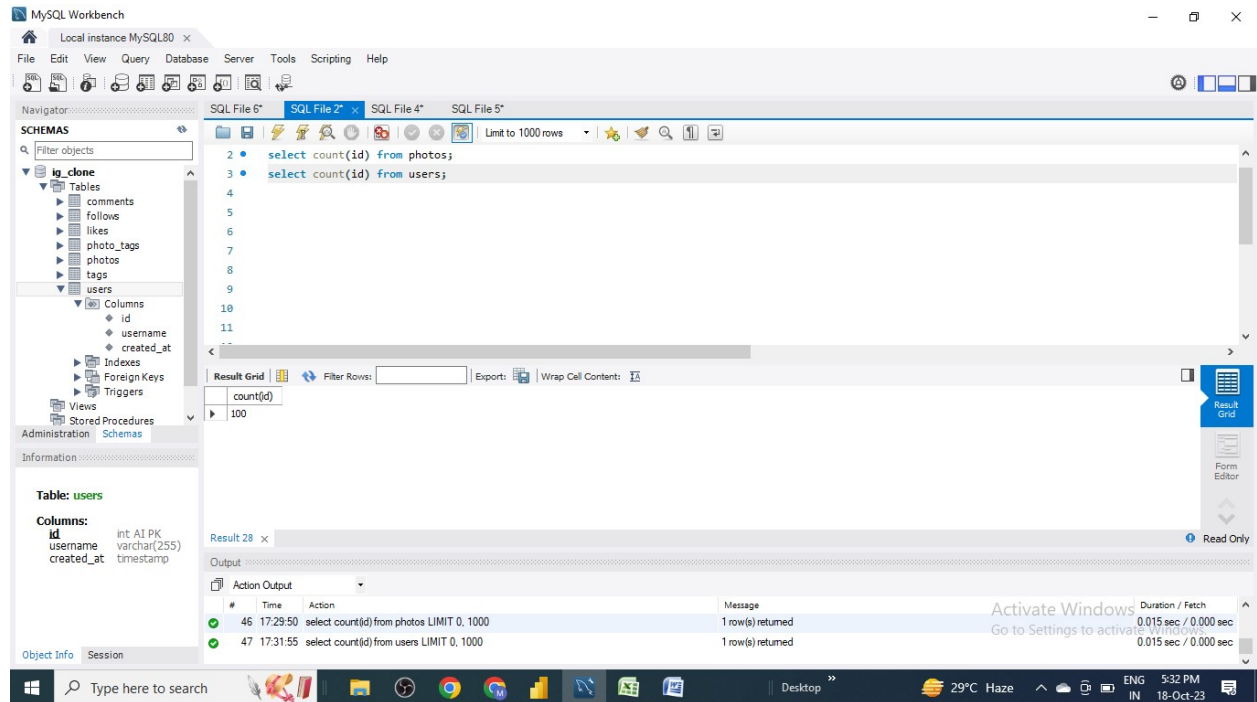 MySQL Workbench
Local instance MySQL80
File Edit View Query Database Server Tools Scripting Help
Navigator
SQL File 6* SQL File 2* SQL File 4* SQL File 5*
SCHEMAS
Limit to 1000 rows
Filter objects
2 select count(id) from photos;
3 select count(id) from users;
4
5
6
7
8
9
10
11
ig_clone
Tables
comments
follows
likes
photo_tags
photos
tags
users
Columns
id
username
created_at
Indexes
Foreign Keys
Triggers
Views
Stored Procedures
Administration Schemas
Result Grid Filter Rows: Export: Wrap Cell Content:
count(id)
100
Result Grid
Form Editor
Information
Table: users
Columns:
id int AI PK
username varchar(255)
created_at timestamp
Result 28
Read Only
Output
Action Output
# Time Action Message Duration / Fetch
46 17:29:50 select count(id) from photos LIMIT 0, 1000 1 row(s) returned 0.015 sec / 0.000 sec
47 17:31:55 select count(id) from users LIMIT 0, 1000 1 row(s) returned 0.015 sec / 0.000 sec
Activate Windows
Go to Settings to activate Windows.
Object Info Session
Type here to search
Desktop
29°C Haze
ENG
IN
5:32 PM
18-Oct-23